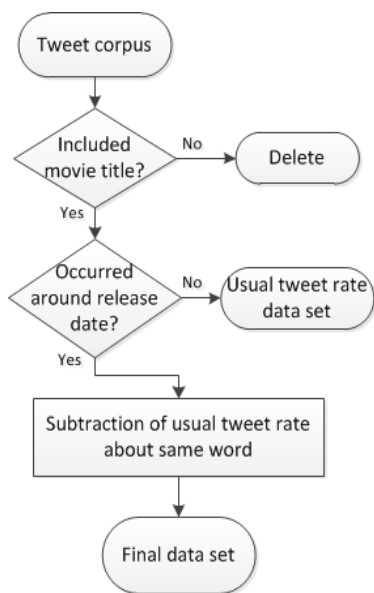 Tweet corpus
Included
movie title?
No
Delete
Yes
Occurred
around release
date?
No
Usual tweet rate
data set
Yes
Subtraction of usual tweet rate
about same word
Final data set